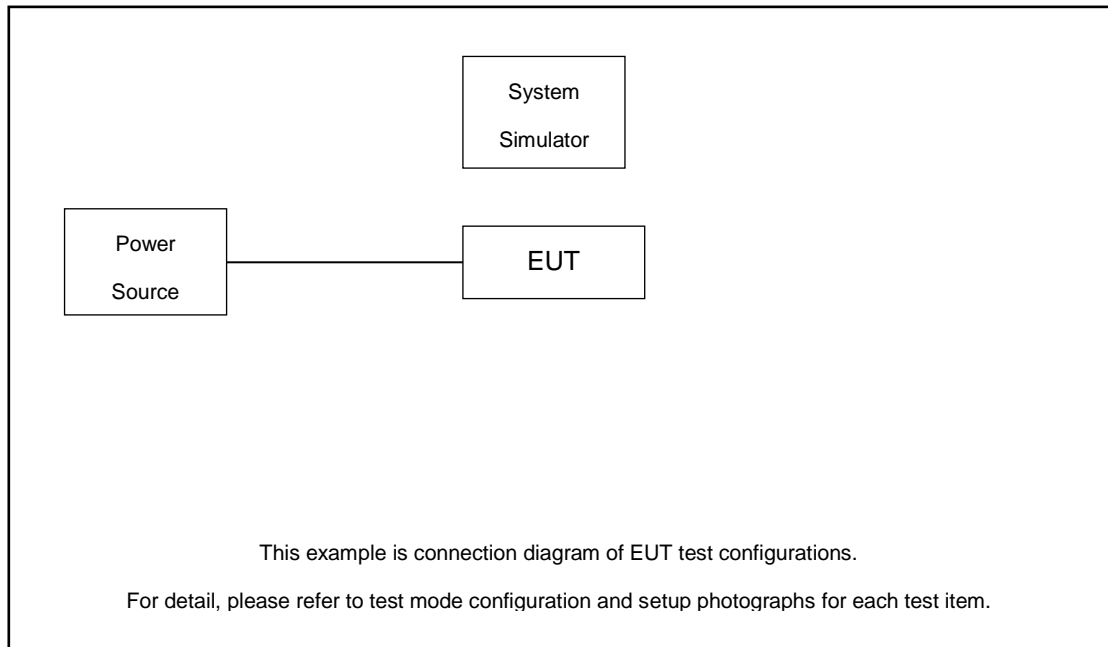 System
Simulator
Power
Source
EUT
This example is connection diagram of EUT test configurations.
For detail, please refer to test mode configuration and setup photographs for each test item.